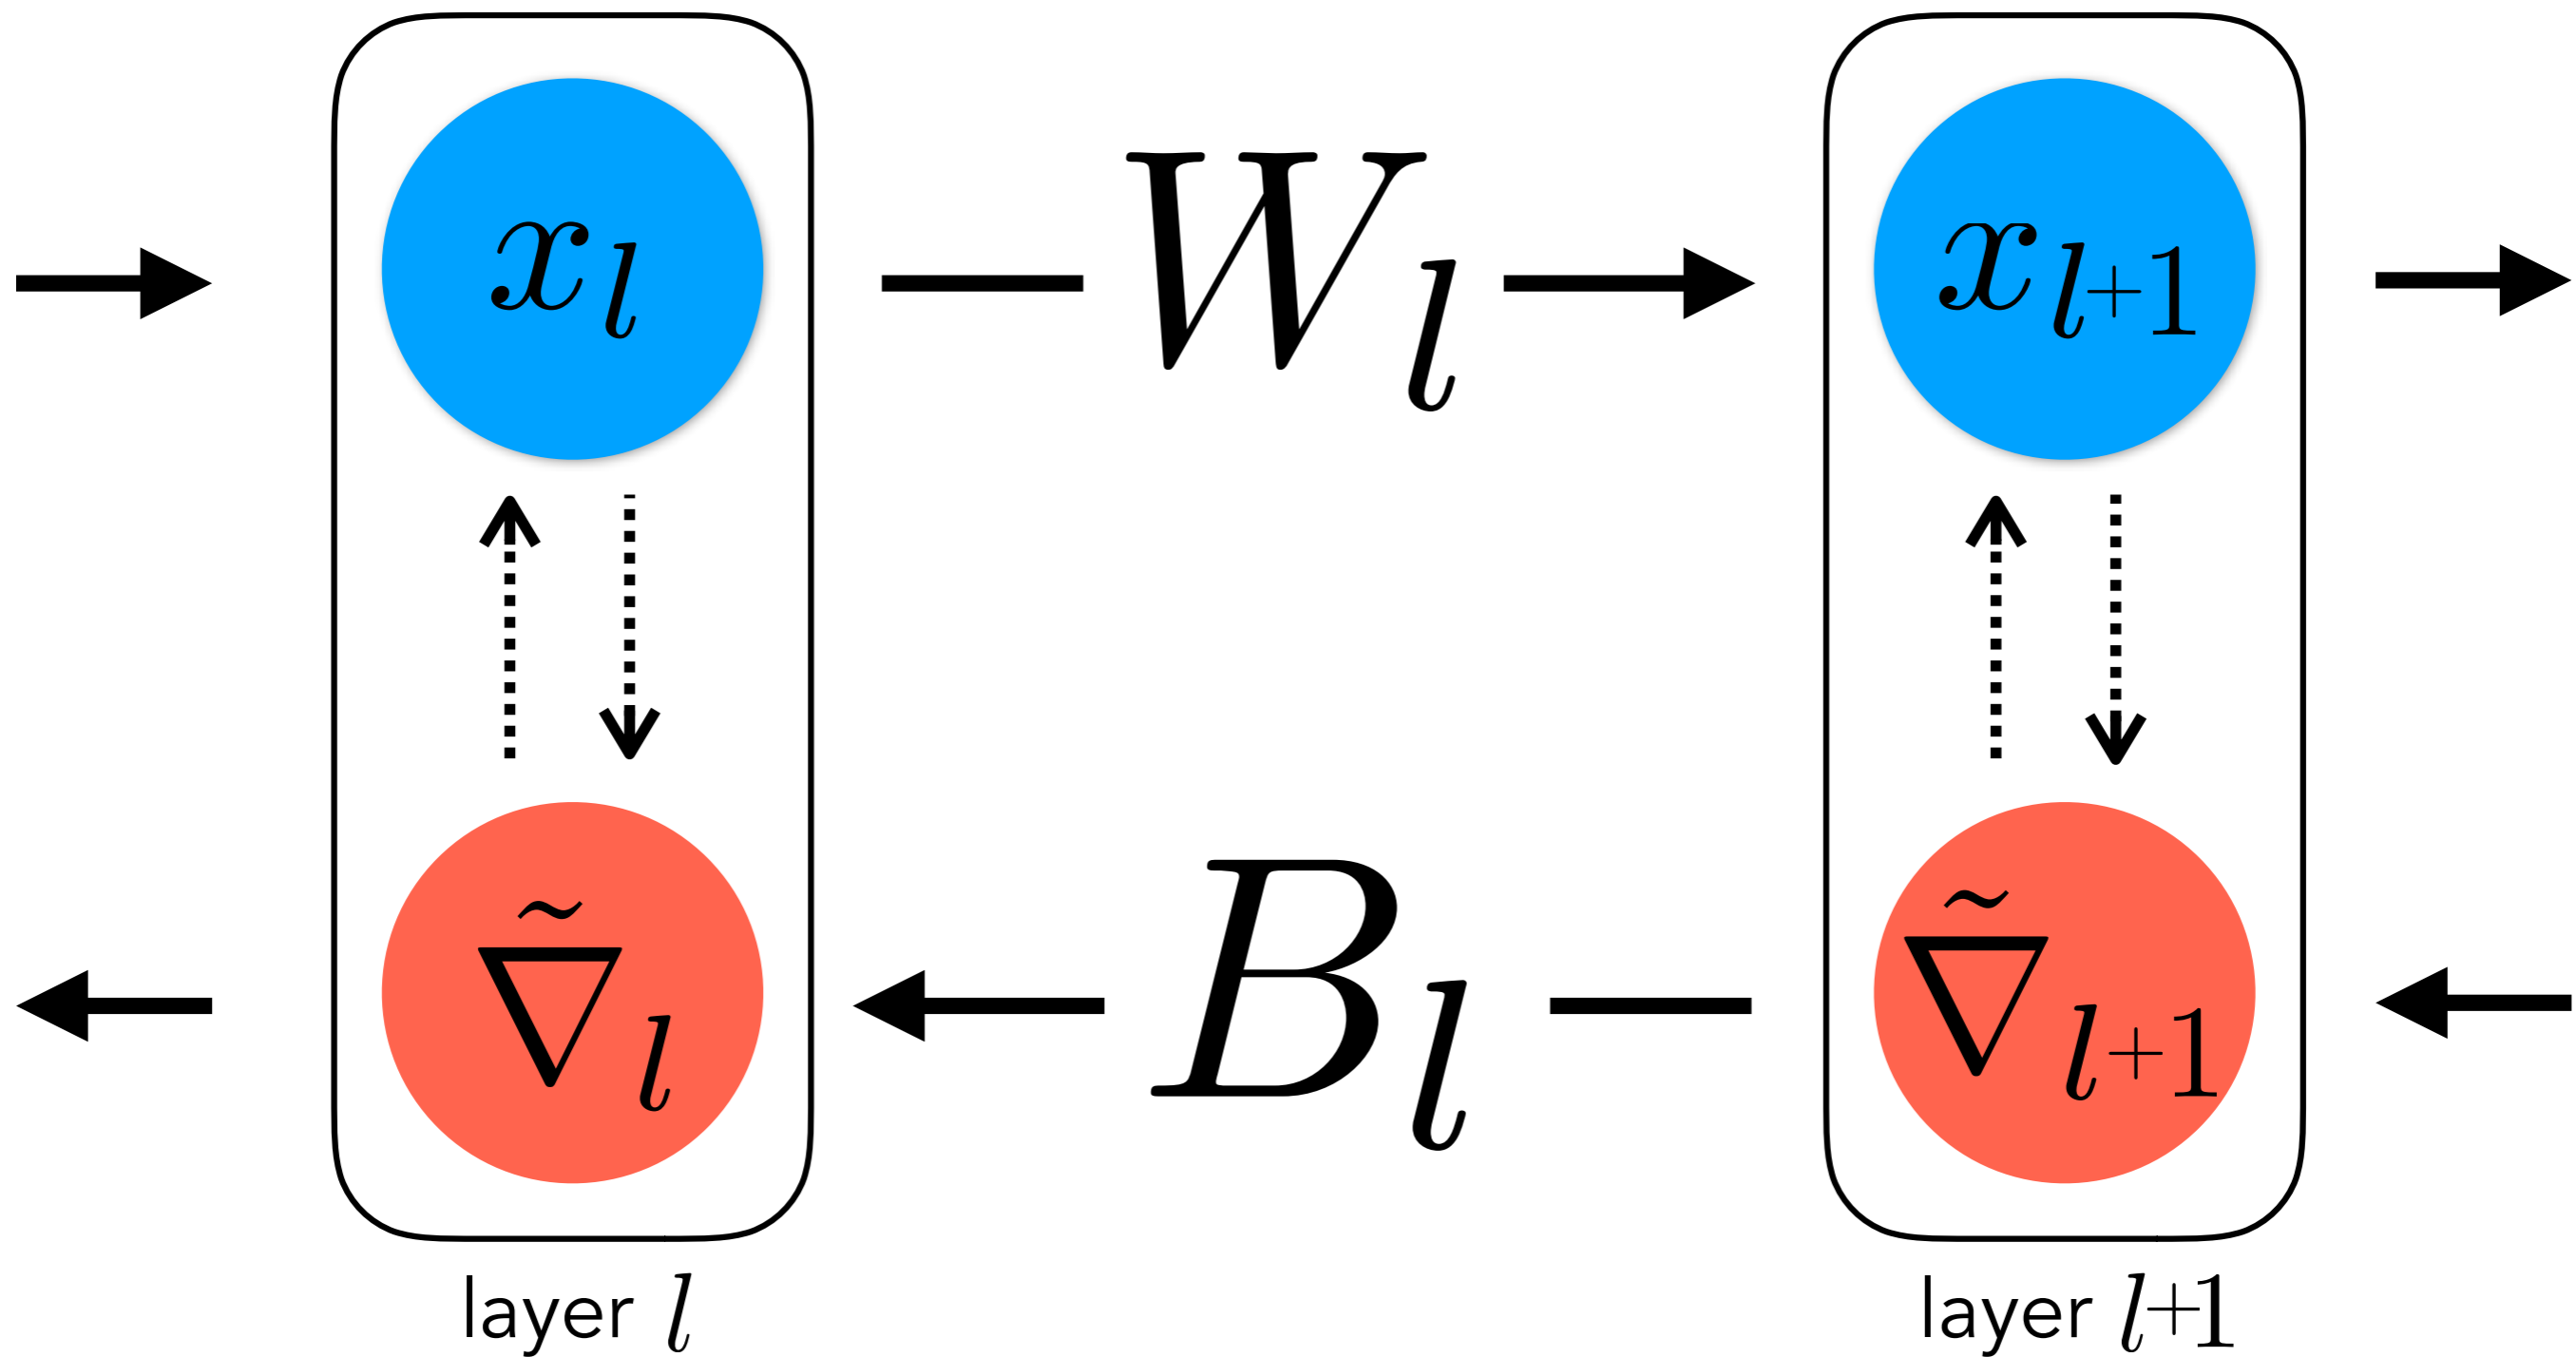 x_l
W_l
x_{l+1}
∇̃_l
B_l
∇̃_{l+1}
layer l
layer l+1